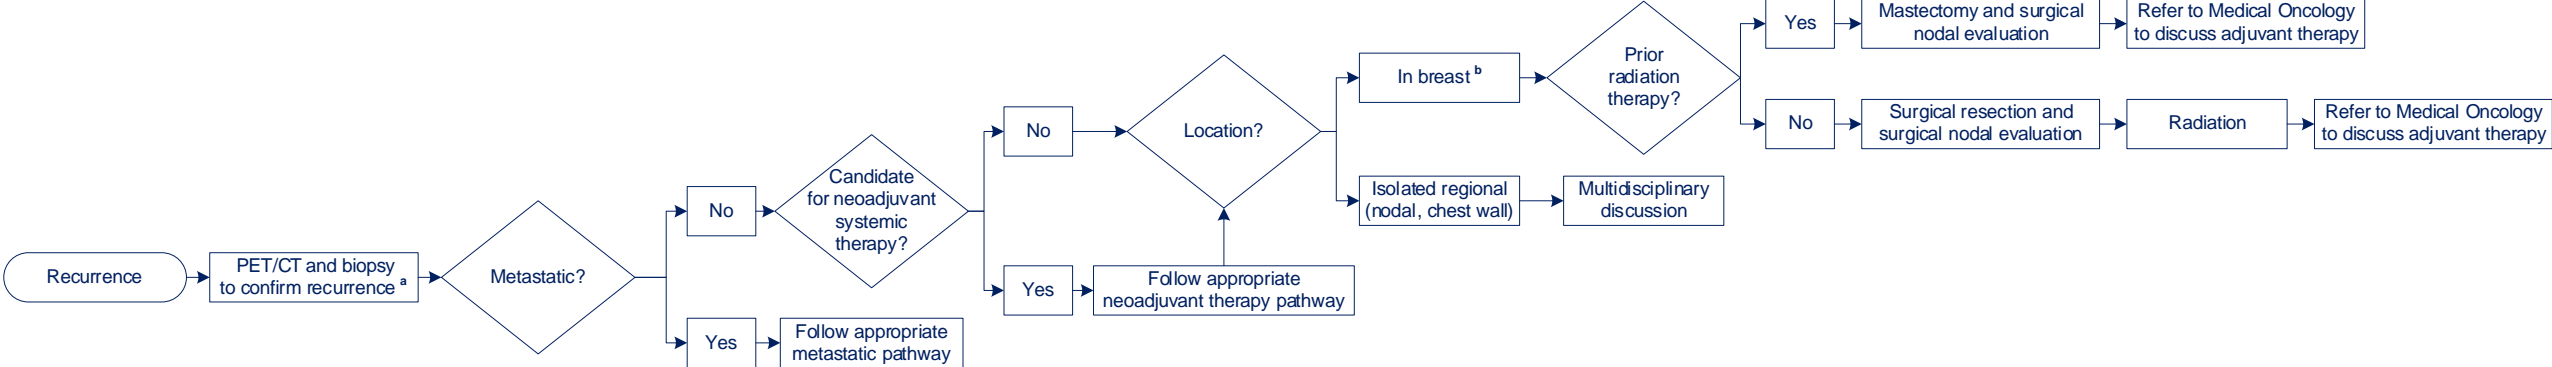 Recurrence
PET/CT and biopsy
to confirm recurrence a
Metastatic?
No
Yes
Follow appropriate
metastatic pathway
Candidate
for neoadjuvant
systemic
therapy?
No
Yes
Follow appropriate
neoadjuvant therapy pathway
Location?
In breast b
Isolated regional
(nodal, chest wall)
Multidisciplinary
discussion
Prior
radiation
therapy?
Yes
Mastectomy and surgical
nodal evaluation
Refer to Medical Oncology
to discuss adjuvant therapy
No
Surgical resection and
surgical nodal evaluation
Radiation
Refer to Medical Oncology
to discuss adjuvant therapy